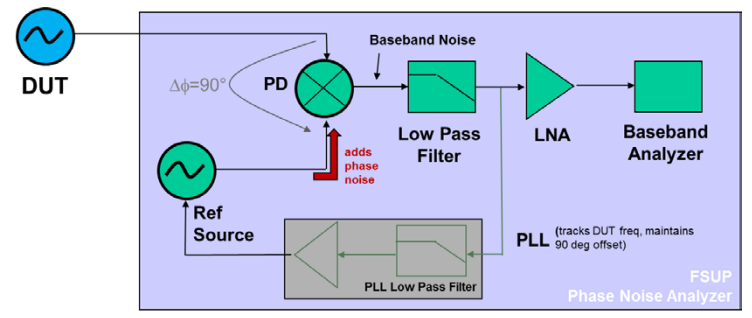 DUT
Δϕ=90°
PD
Baseband Noise
adds
phase
noise
Low Pass
Filter
LNA
Baseband
Analyzer
Ref
Source
PLL (tracks DUT freq, maintains
90 deg offset)
PLL Low Pass Filter
FSUP
Phase Noise Analyzer